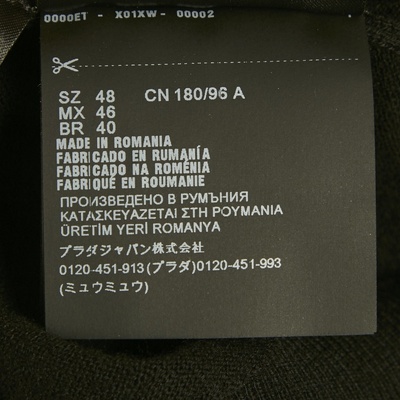 0000ET - X01XW - 00002
SZ 48 CN 180/96 A
MX 46
BR 40
MADE IN ROMANIA
FABRICADO EN RUMANÍA
FABRICADO NA ROMÉNIA
FABRIQUÉ EN ROUMANIE
ПРОИЗВЕДЕНО В РУМЪНИЯ
ΚΑΤΑΣΚΕΥΑΖΕΤΑΙ ΣΤΗ ΡΟΥΜΑΝΙΑ
ÜRETİM YERİ ROMANYA
プラダジャパン株式会社
0120-451-913(プラダ)0120-451-993
(ミュウミュウ)